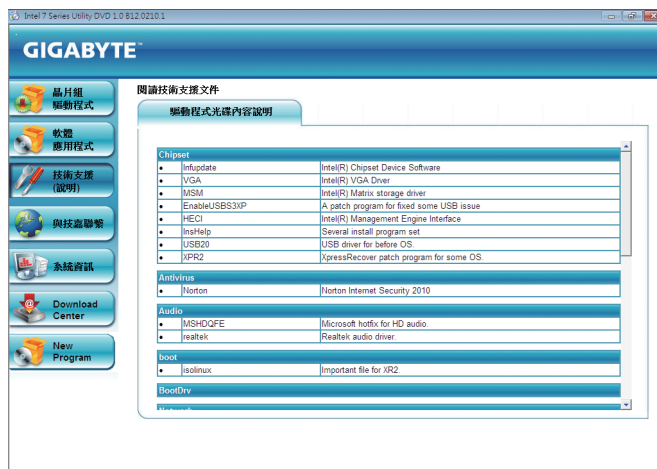 Intel 7 Series Utility DVD 1.0 B12.0210.1
GIGABYTE™
晶片組
驅動程式
軟體
應用程式
技術支援
(說明)
與技嘉聯繫
系統資訊
Download
Center
New
Program
閱讀技術支援文件
驅動程式光碟內容說明
Chipset
• Infupdate Intel(R) Chipset Device Software
• VGA Intel(R) VGA Drver
• MSM Intel(R) Matrix storage driver
• EnableUSBS3XP A patch program for fixed some USB issue
• HECI Intel(R) Management Engine Interface
• InsHelp Several install program set
• USB20 USB driver for before OS.
• XPR2 XpressRecover patch program for some OS.
Antivirus
• Norton Norton Internet Security 2010
Audio
• MSHDQFE Microsoft hotfix for HD audio.
• realtek Realtek audio driver.
boot
• isolinux Important file for XR2.
BootDrv
Network